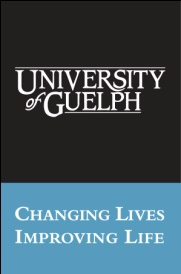 UNIVERSITY
of GUELPH
CHANGING LIVES
IMPROVING LIFE